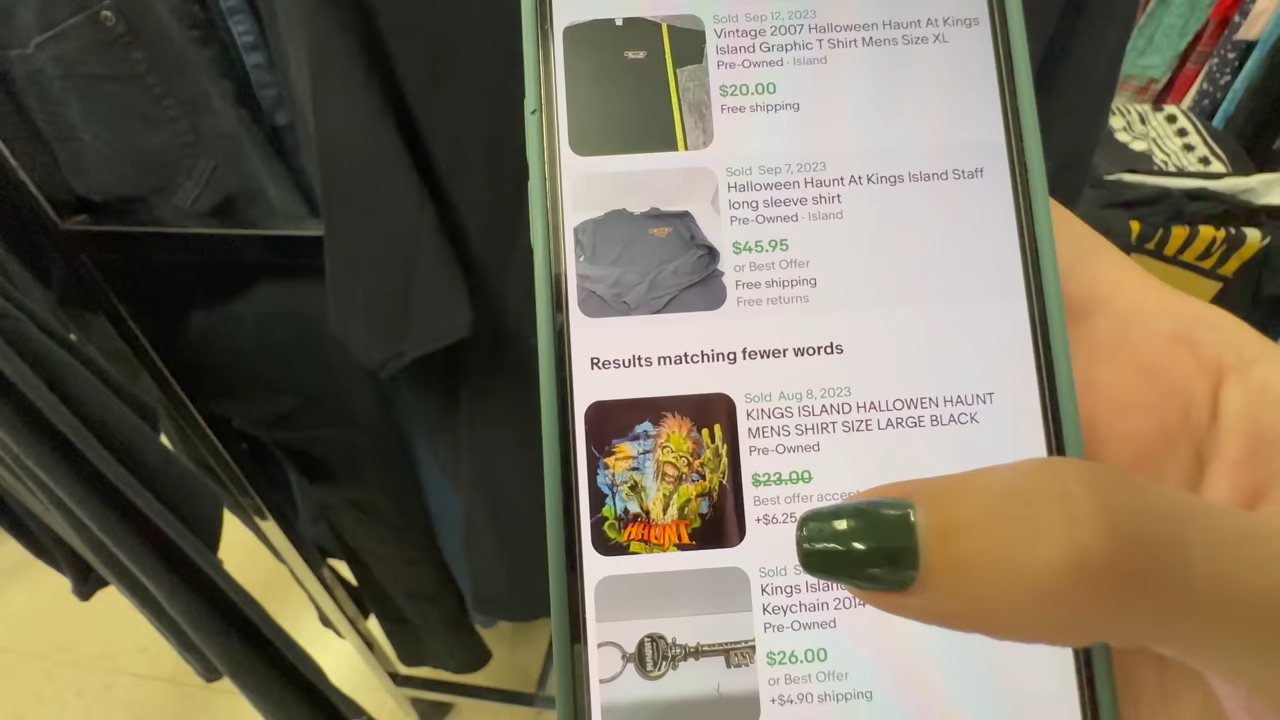 Sold Sep 12, 2023
Vintage 2007 Halloween Haunt At Kings
Island Graphic T Shirt Mens Size XL
Pre-Owned · Island
$20.00
Free shipping
Sold Sep 7, 2023
Halloween Haunt At Kings Island Staff
long sleeve shirt
Pre-Owned · Island
$45.95
or Best Offer
Free shipping
Free returns
Results matching fewer words
Sold Aug 8, 2023
KINGS ISLAND HALLOWEN HAUNT
MENS SHIRT SIZE LARGE BLACK
Pre-Owned
$23.00
Best offer
+$6.25
HAUNT
Sold
Kings
Keychain 2014
Pre-Owned
$26.00
or Best Offer
+$4.90 shipping